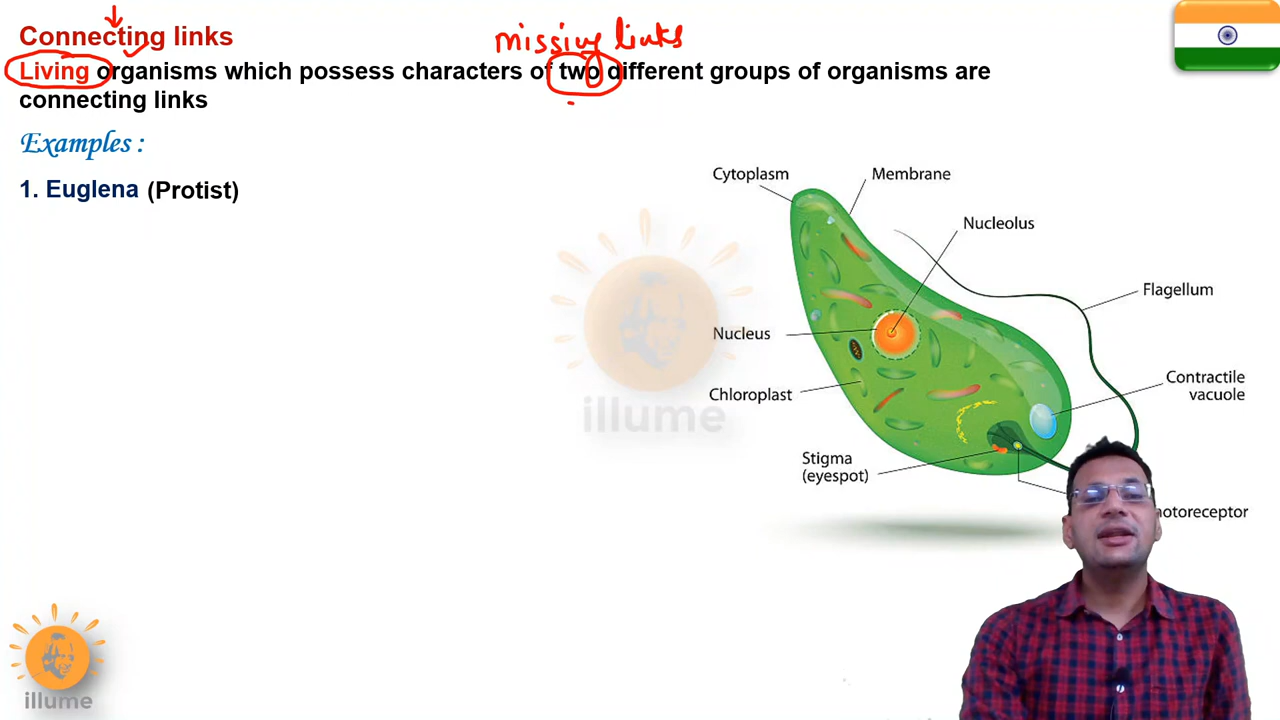 Connecting links
missing links
Living organisms which possess characters of two different groups of organisms are
connecting links
Examples :
1. Euglena (Protist)
Cytoplasm
Membrane
Nucleolus
Flagellum
Nucleus
Contractile
vacuole
Chloroplast
Stigma
(eyespot)
hotoreceptor
illume
illume